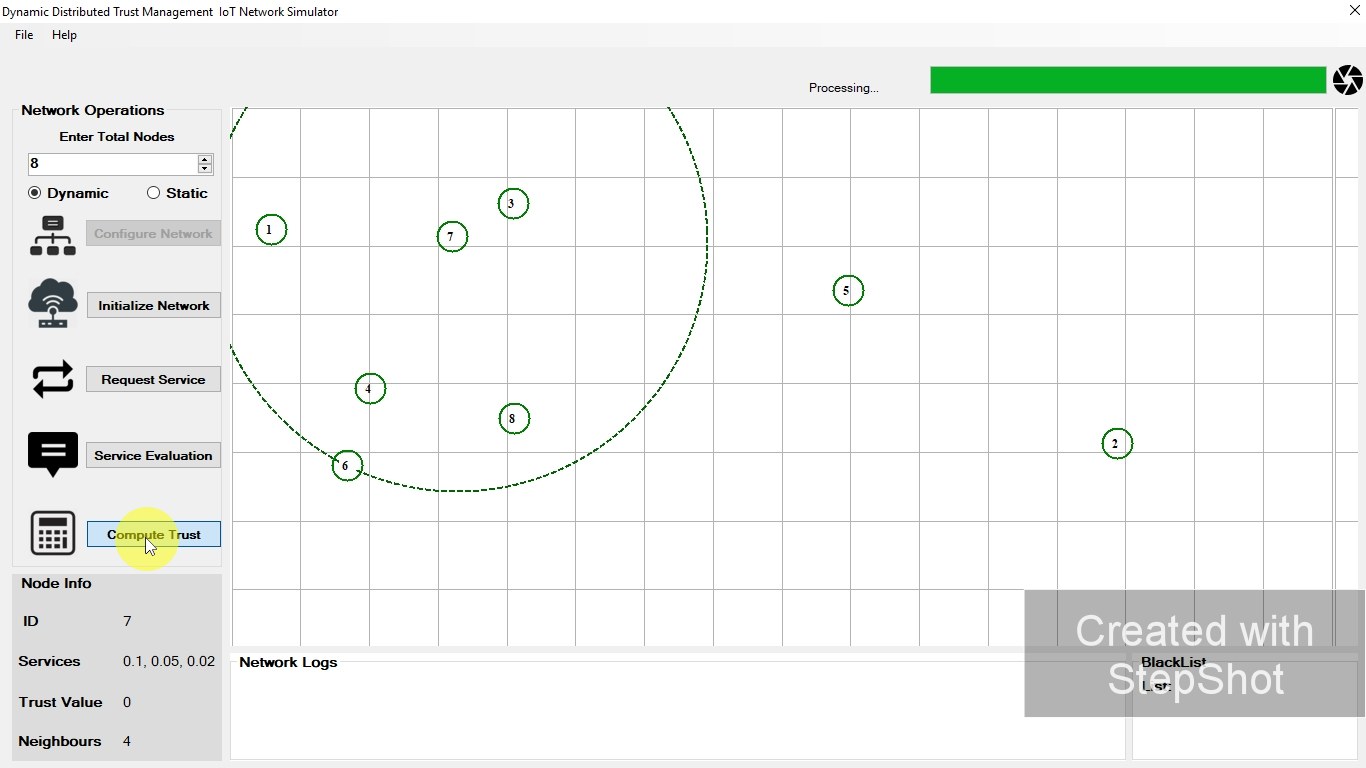 Dynamic Distributed Trust Management IoT Network Simulator
File Help
Processing...
Network Operations
Enter Total Nodes
8
Dynamic Static
Configure Network
Initialize Network
Request Service
Service Evaluation
Compute Trust
Node Info
ID 7
Services 0.1, 0.05, 0.02
Trust Value 0
Neighbours 4
1
7
3
5
4
8
6
2
Network Logs
BlackList
List:
Created with
StepShot